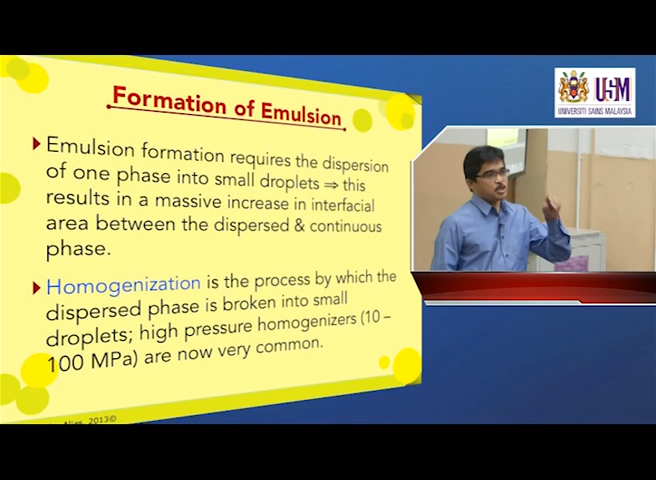 Formation of Emulsion
Emulsion formation requires the dispersion
of one phase into small droplets ⇒ this
results in a massive increase in interfacial
area between the dispersed & continuous
phase.
Homogenization is the process by which the
dispersed phase is broken into small
droplets; high pressure homogenizers (10 –
100 MPa) are now very common.
Alias, 2013©
USM
UNIVERSITI SAINS MALAYSIA